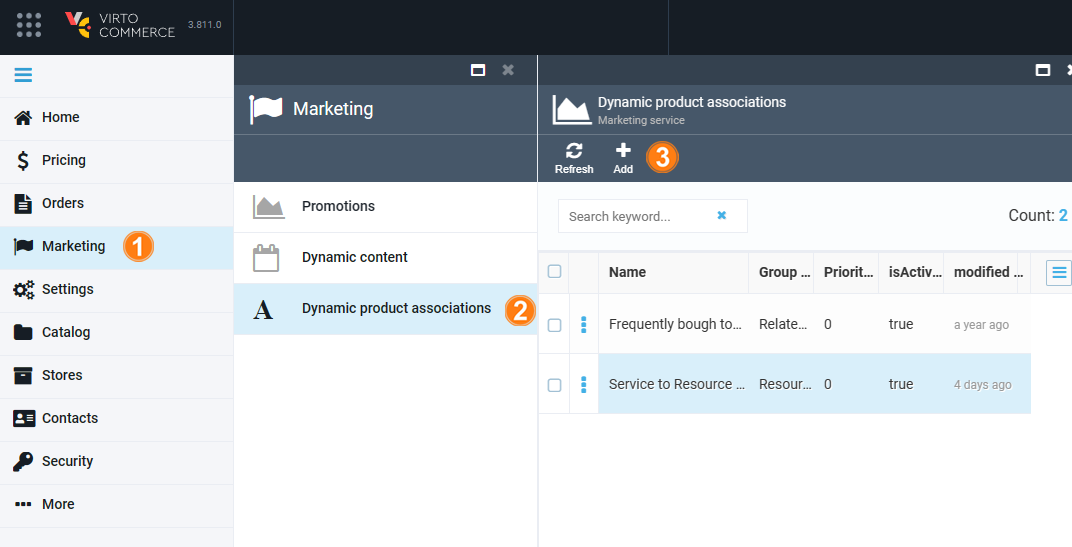 VIRTO
COMMERCE
3.811.0
Home
Pricing
Orders
Marketing
1
Settings
Catalog
Stores
Contacts
Security
More
Marketing
Promotions
Dynamic content
A
Dynamic product associations
2
Dynamic product associations
Marketing service
Refresh
Add
3
Search keyword...
Count: 2
Name Group ... Priorit... isActiv... modified ...
Frequently bough to... Relate... 0 true a year ago
Service to Resource ... Resour... 0 true 4 days ago